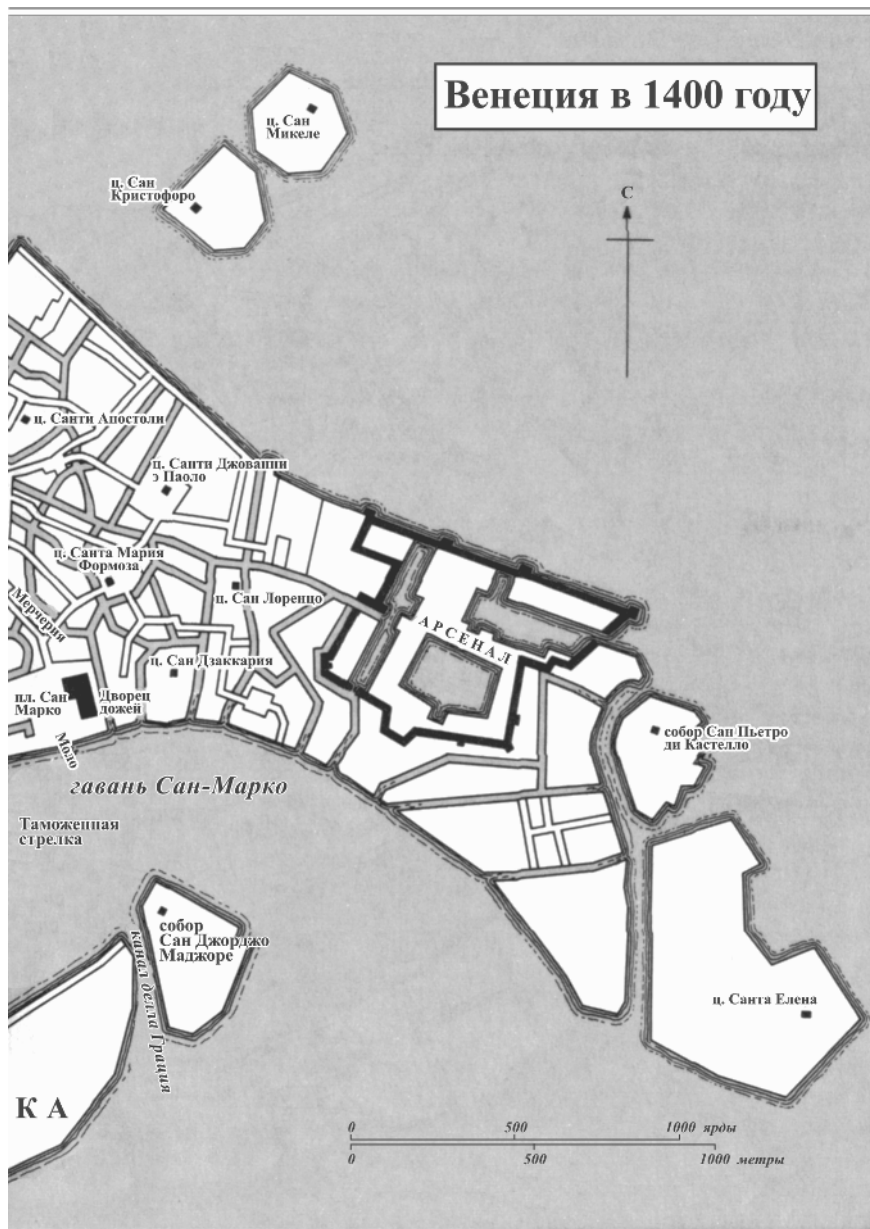 Венеция в 1400 году
ц. Сан
Микеле
ц. Сан
Кристофоро
С
ц. Санти Апостоли
ц. Санти Джованни
э Паоло
ц. Санта Мария
Формоза
ц. Сан Лоренцо
Мерчерия
АРСЕНАЛ
ц. Сан Дзаккария
пл. Сан
Марко
Дворец
дожей
Моло
собор Сан Пьетро
ди Кастелло
гавань Сан-Марко
Таможенная
стрелка
собор
Сан Джорджо
Маджоре
канал делла Грация
ц. Санта Елена
К А
0 500 1000 ярды
0 500 1000 метры